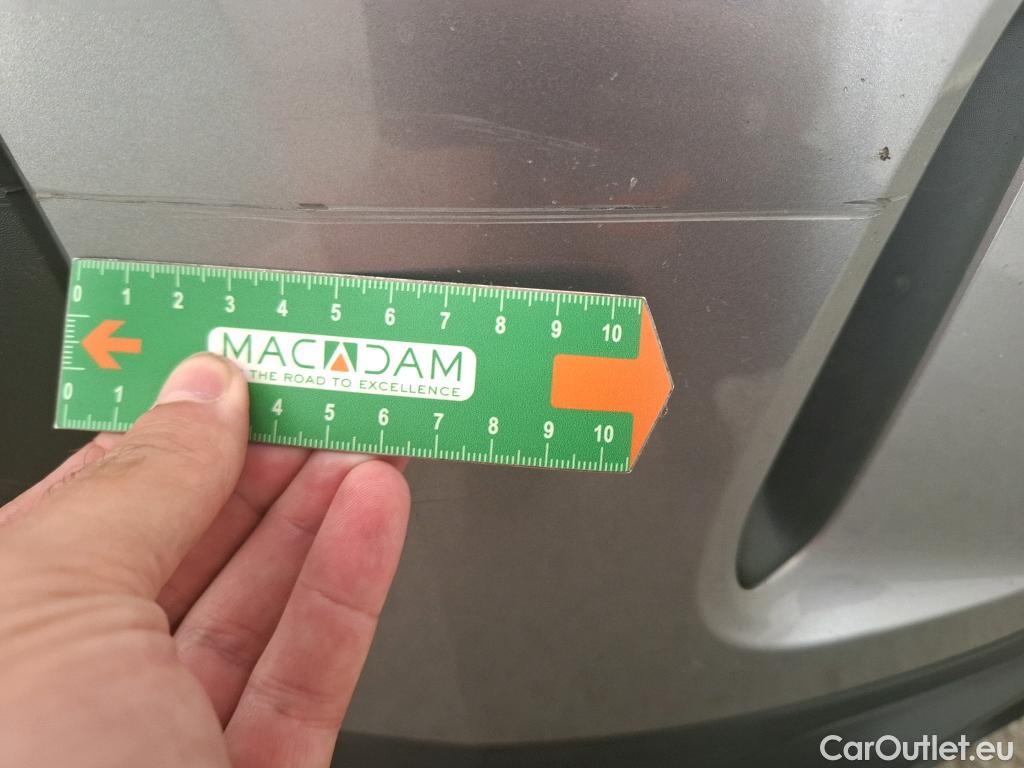 0 1 2 3 4 5 6 7 8 9 10
MACADAM
THE ROAD TO EXCELLENCE
0 1 4 5 6 7 8 9 10
CarOutlet.eu